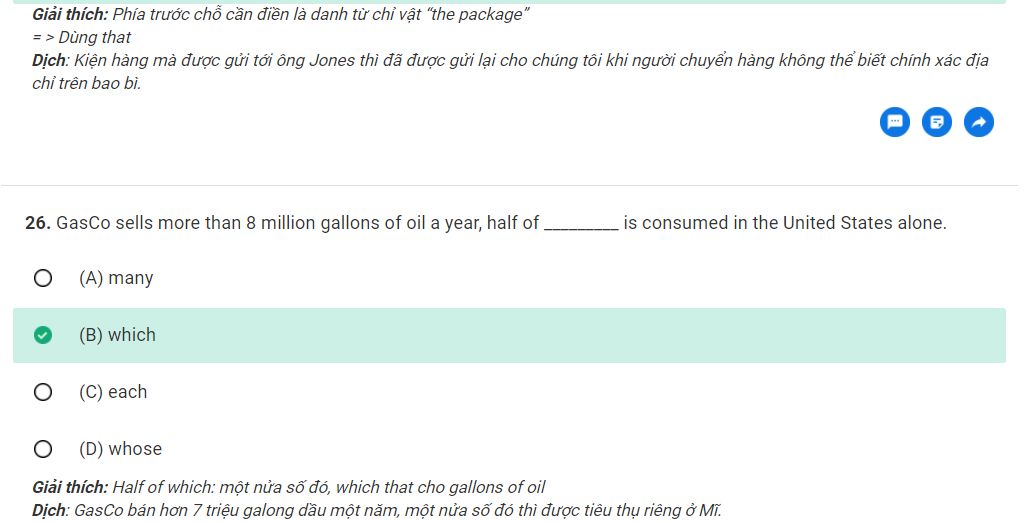 Giải thích: Phía trước chỗ cần điền là danh từ chỉ vật “the package”
= > Dùng that
Dịch: Kiện hàng mà được gửi tới ông Jones thì đã được gửi lại cho chúng tôi khi người chuyển hàng không thể biết chính xác địa
chỉ trên bao bì.
26. GasCo sells more than 8 million gallons of oil a year, half of _________ is consumed in the United States alone.
(A) many
(B) which
(C) each
(D) whose
Giải thích: Half of which: một nửa số đó, which that cho gallons of oil
Dịch: GasCo bán hơn 7 triệu galong dầu một năm, một nửa số đó thì được tiêu thụ riêng ở Mĩ.